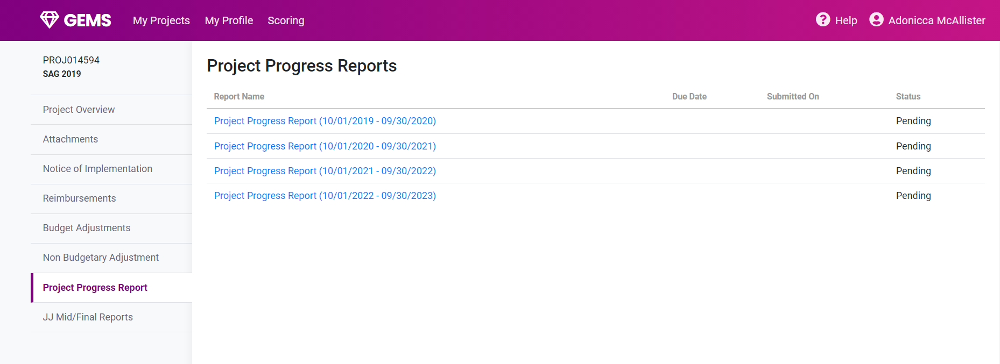 GEMS My Projects My Profile Scoring Help Adonicca McAllister
PROJ014594
SAG 2019
Project Overview
Attachments
Notice of Implementation
Reimbursements
Budget Adjustments
Non Budgetary Adjustment
Project Progress Report
JJ Mid/Final Reports
Project Progress Reports
Report Name Due Date Submitted On Status
Project Progress Report (10/01/2019 - 09/30/2020) Pending
Project Progress Report (10/01/2020 - 09/30/2021) Pending
Project Progress Report (10/01/2021 - 09/30/2022) Pending
Project Progress Report (10/01/2022 - 09/30/2023) Pending